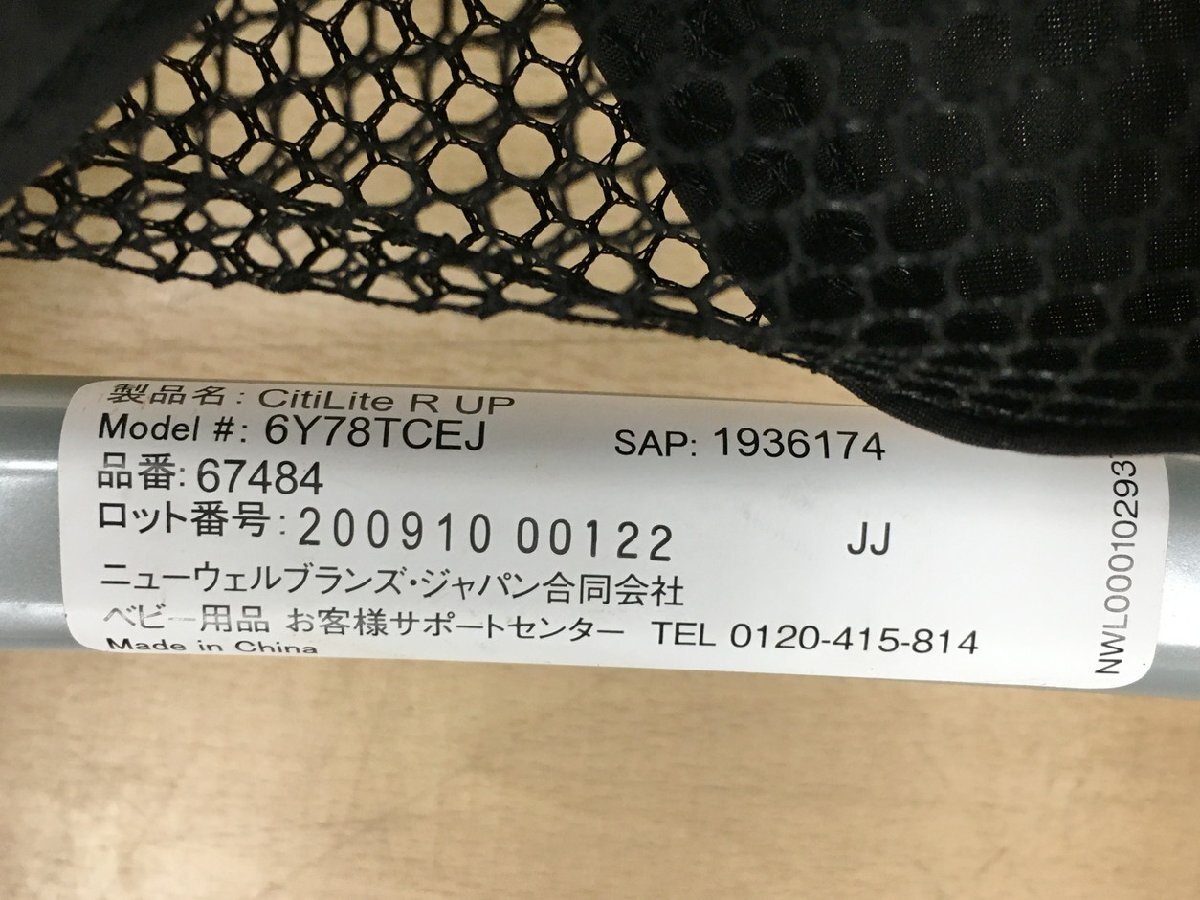 製品名: CitiLite R UP
Model #: 6Y78TCEJ SAP: 1936174
品番: 67484
ロット番号: 200910 00122 JJ
ニューウェルブランズ・ジャパン合同会社
ベビー用品 お客様サポートセンター TEL 0120-415-814
Made in China
NWL000102937